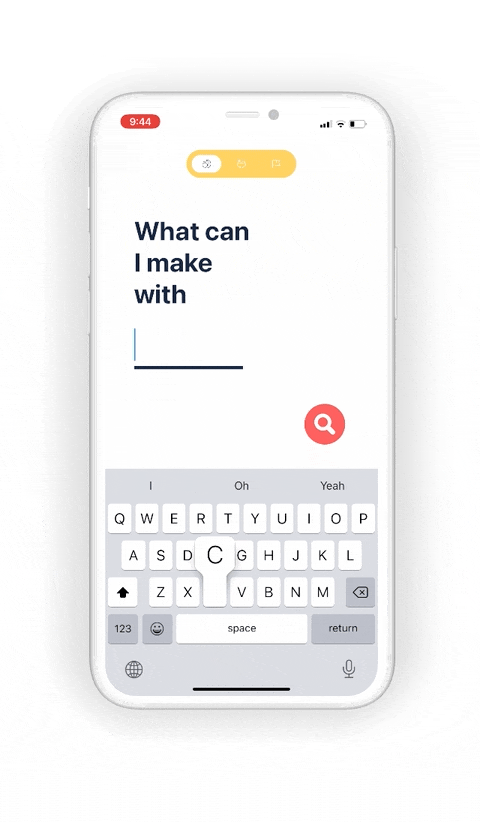 9:44
What can
I make
with
I Oh Yeah
Q W E R T Y U I O P
A S D C G H J K L
Z X V B N M
123 space return